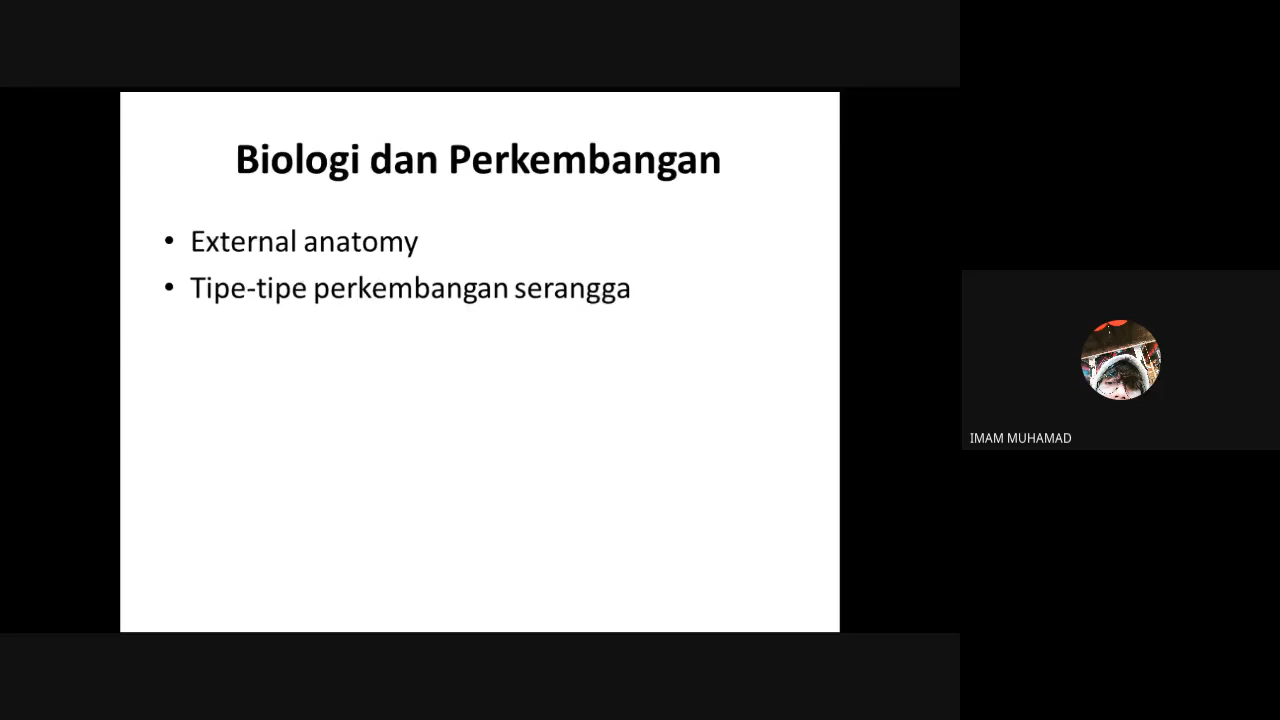 Biologi dan Perkembangan
• External anatomy
• Tipe-tipe perkembangan serangga
IMAM MUHAMAD